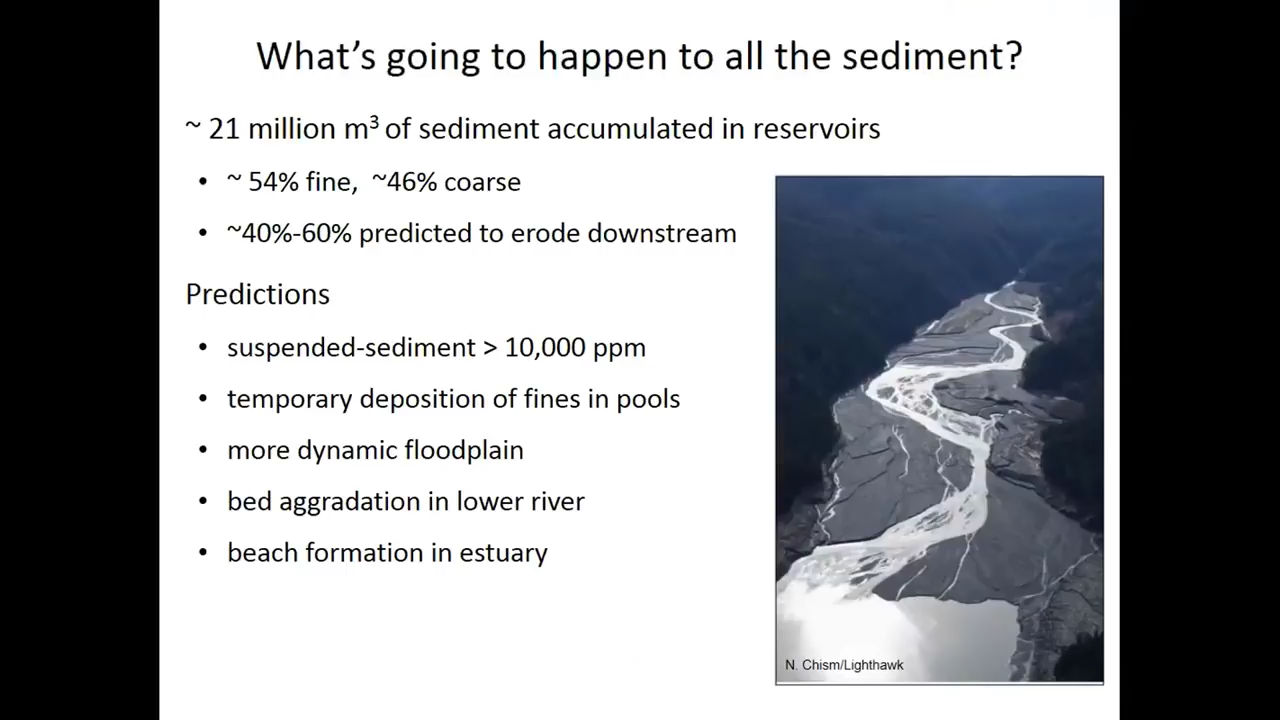 What’s going to happen to all the sediment?
~ 21 million m³ of sediment accumulated in reservoirs
• ~ 54% fine, ~46% coarse
• ~40%-60% predicted to erode downstream
Predictions
• suspended-sediment > 10,000 ppm
• temporary deposition of fines in pools
• more dynamic floodplain
• bed aggradation in lower river
• beach formation in estuary
N. Chism/Lighthawk